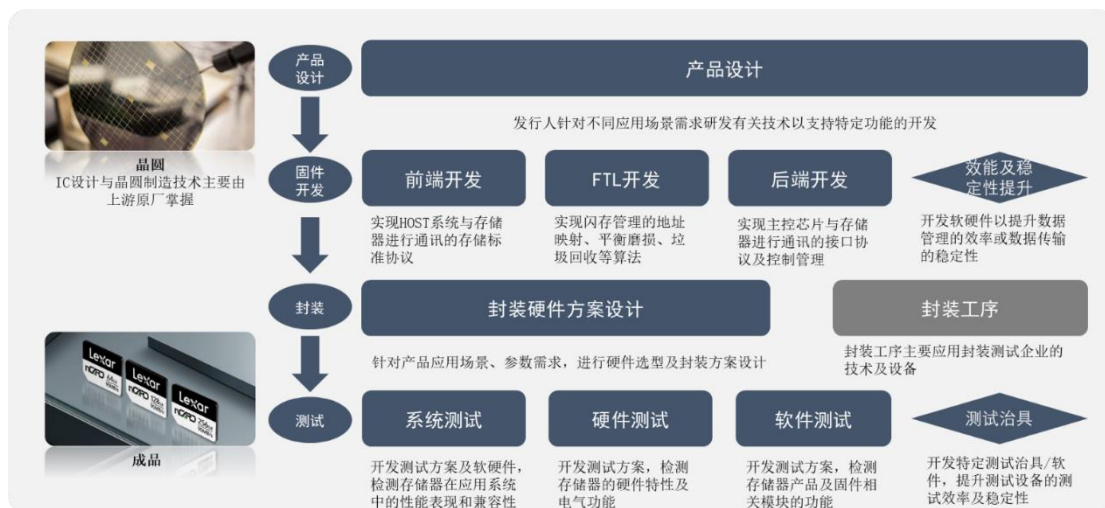 产品
设计
产品设计
发行人针对不同应用场景需求研发有关技术以支持特定功能的开发
晶圆
IC设计与晶圆制造技术主要由
上游原厂掌握
固件
开发
前端开发
FTL开发
后端开发
效能及稳
定性提升
实现HOST系统与存储
器进行通讯的存储标
准协议
实现闪存管理的地址
映射、平衡磨损、垃
圾回收等算法
实现主控芯片与存储
器进行通讯的接口协
议及控制管理
开发软硬件以提升数据
管理的效率或数据传输
的稳定性
封装
封装硬件方案设计
封装工序
针对产品应用场景、参数需求，进行硬件选型及封装方案设计
封装工序主要应用封装测试企业的
技术及设备
Lexar
Lexar
Lexar
成品
测试
系统测试
硬件测试
软件测试
测试治具
开发测试方案及软硬件，
检测存储器在应用系统
中的性能表现和兼容性
开发测试方案，检测
存储器的硬件特性及
电气功能
开发测试方案，检测
存储器产品及固件相
关模块的功能
开发特定测试治具/软
件，提升测试设备的测
试效率及稳定性